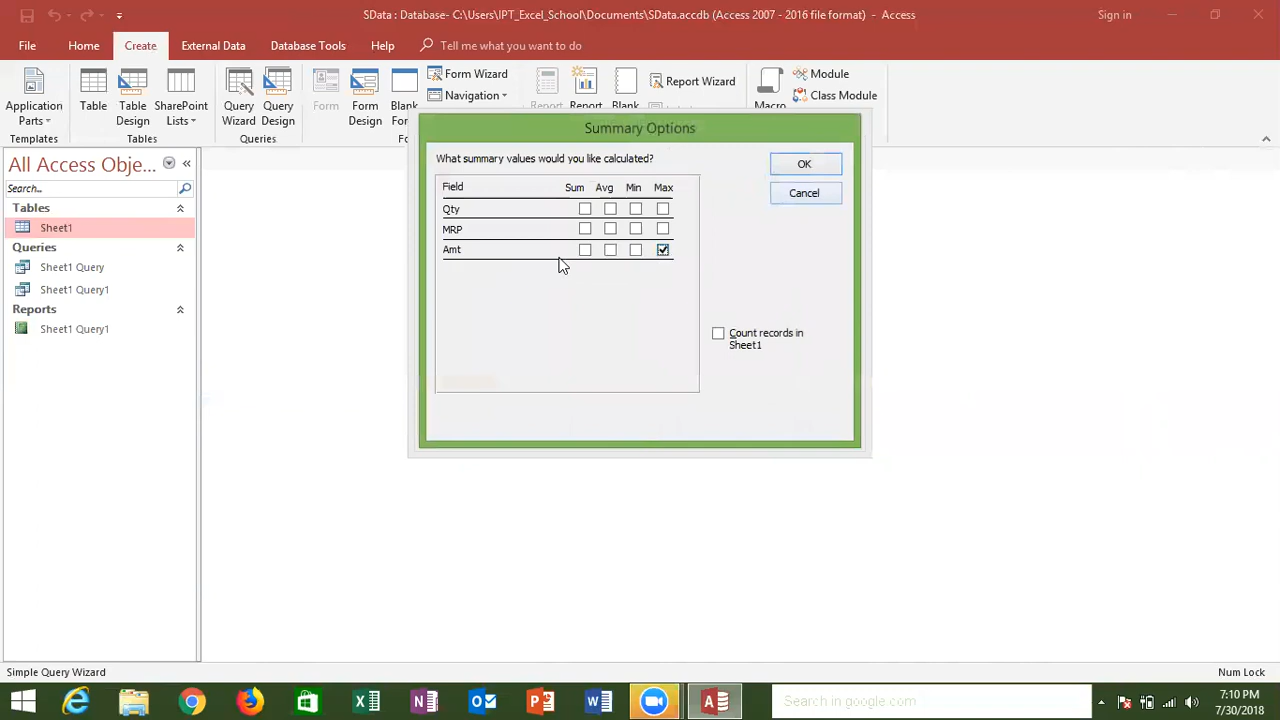 SData : Database- C:\Users\IPT_Excel_School\Documents\SData.accdb (Access 2007 - 2016 file format) - Access
Sign in
File Home Create External Data Database Tools Help Tell me what you want to do
Application Parts
Templates
Table
Table Design
SharePoint Lists
Tables
Query Wizard
Query Design
Queries
Form
Form Design
Blank
Form Wizard
Navigation
Report
Report
Blank
Report Wizard
Macro
Module
Class Module
All Access Obje...
Search...
Tables
Sheet1
Queries
Sheet1 Query
Sheet1 Query1
Reports
Sheet1 Query1
Summary Options
What summary values would you like calculated?
OK
Cancel
Field Sum Avg Min Max
Qty
MRP
Amt
Count records in
Sheet1
Simple Query Wizard
Num Lock
Search in google.com
7:10 PM
7/30/2018